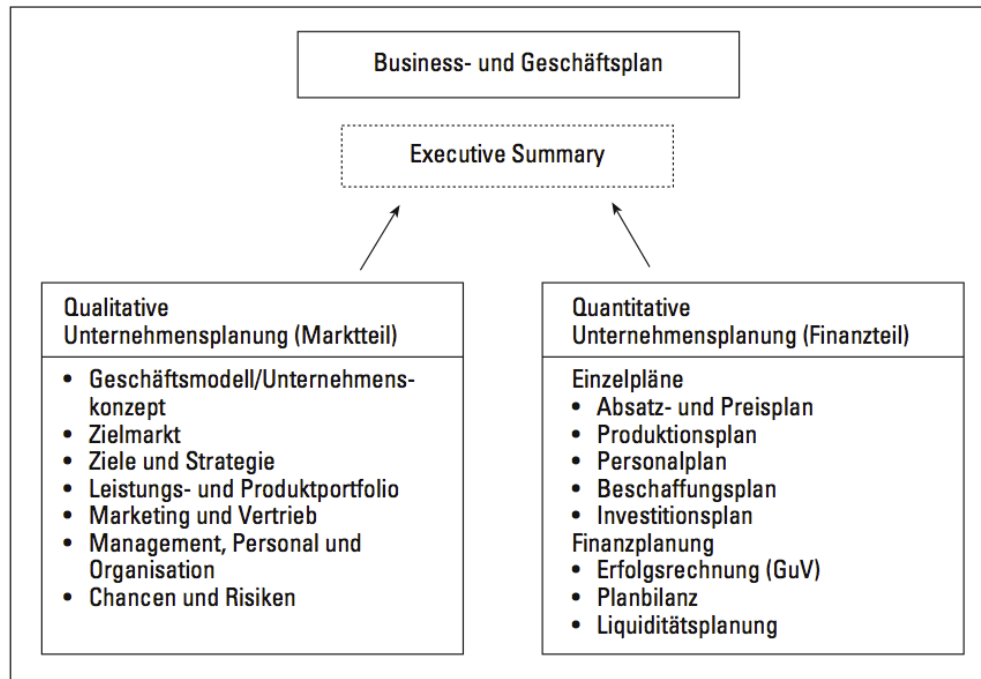 Business- und Geschäftsplan
Executive Summary
Qualitative
Unternehmensplanung (Marktteil)
• Geschäftsmodell/Unternehmens-
konzept
• Zielmarkt
• Ziele und Strategie
• Leistungs- und Produktportfolio
• Marketing und Vertrieb
• Management, Personal und
Organisation
• Chancen und Risiken
Quantitative
Unternehmensplanung (Finanzteil)
Einzelpläne
• Absatz- und Preisplan
• Produktionsplan
• Personalplan
• Beschaffungsplan
• Investitionsplan
Finanzplanung
• Erfolgsrechnung (GuV)
• Planbilanz
• Liquiditätsplanung